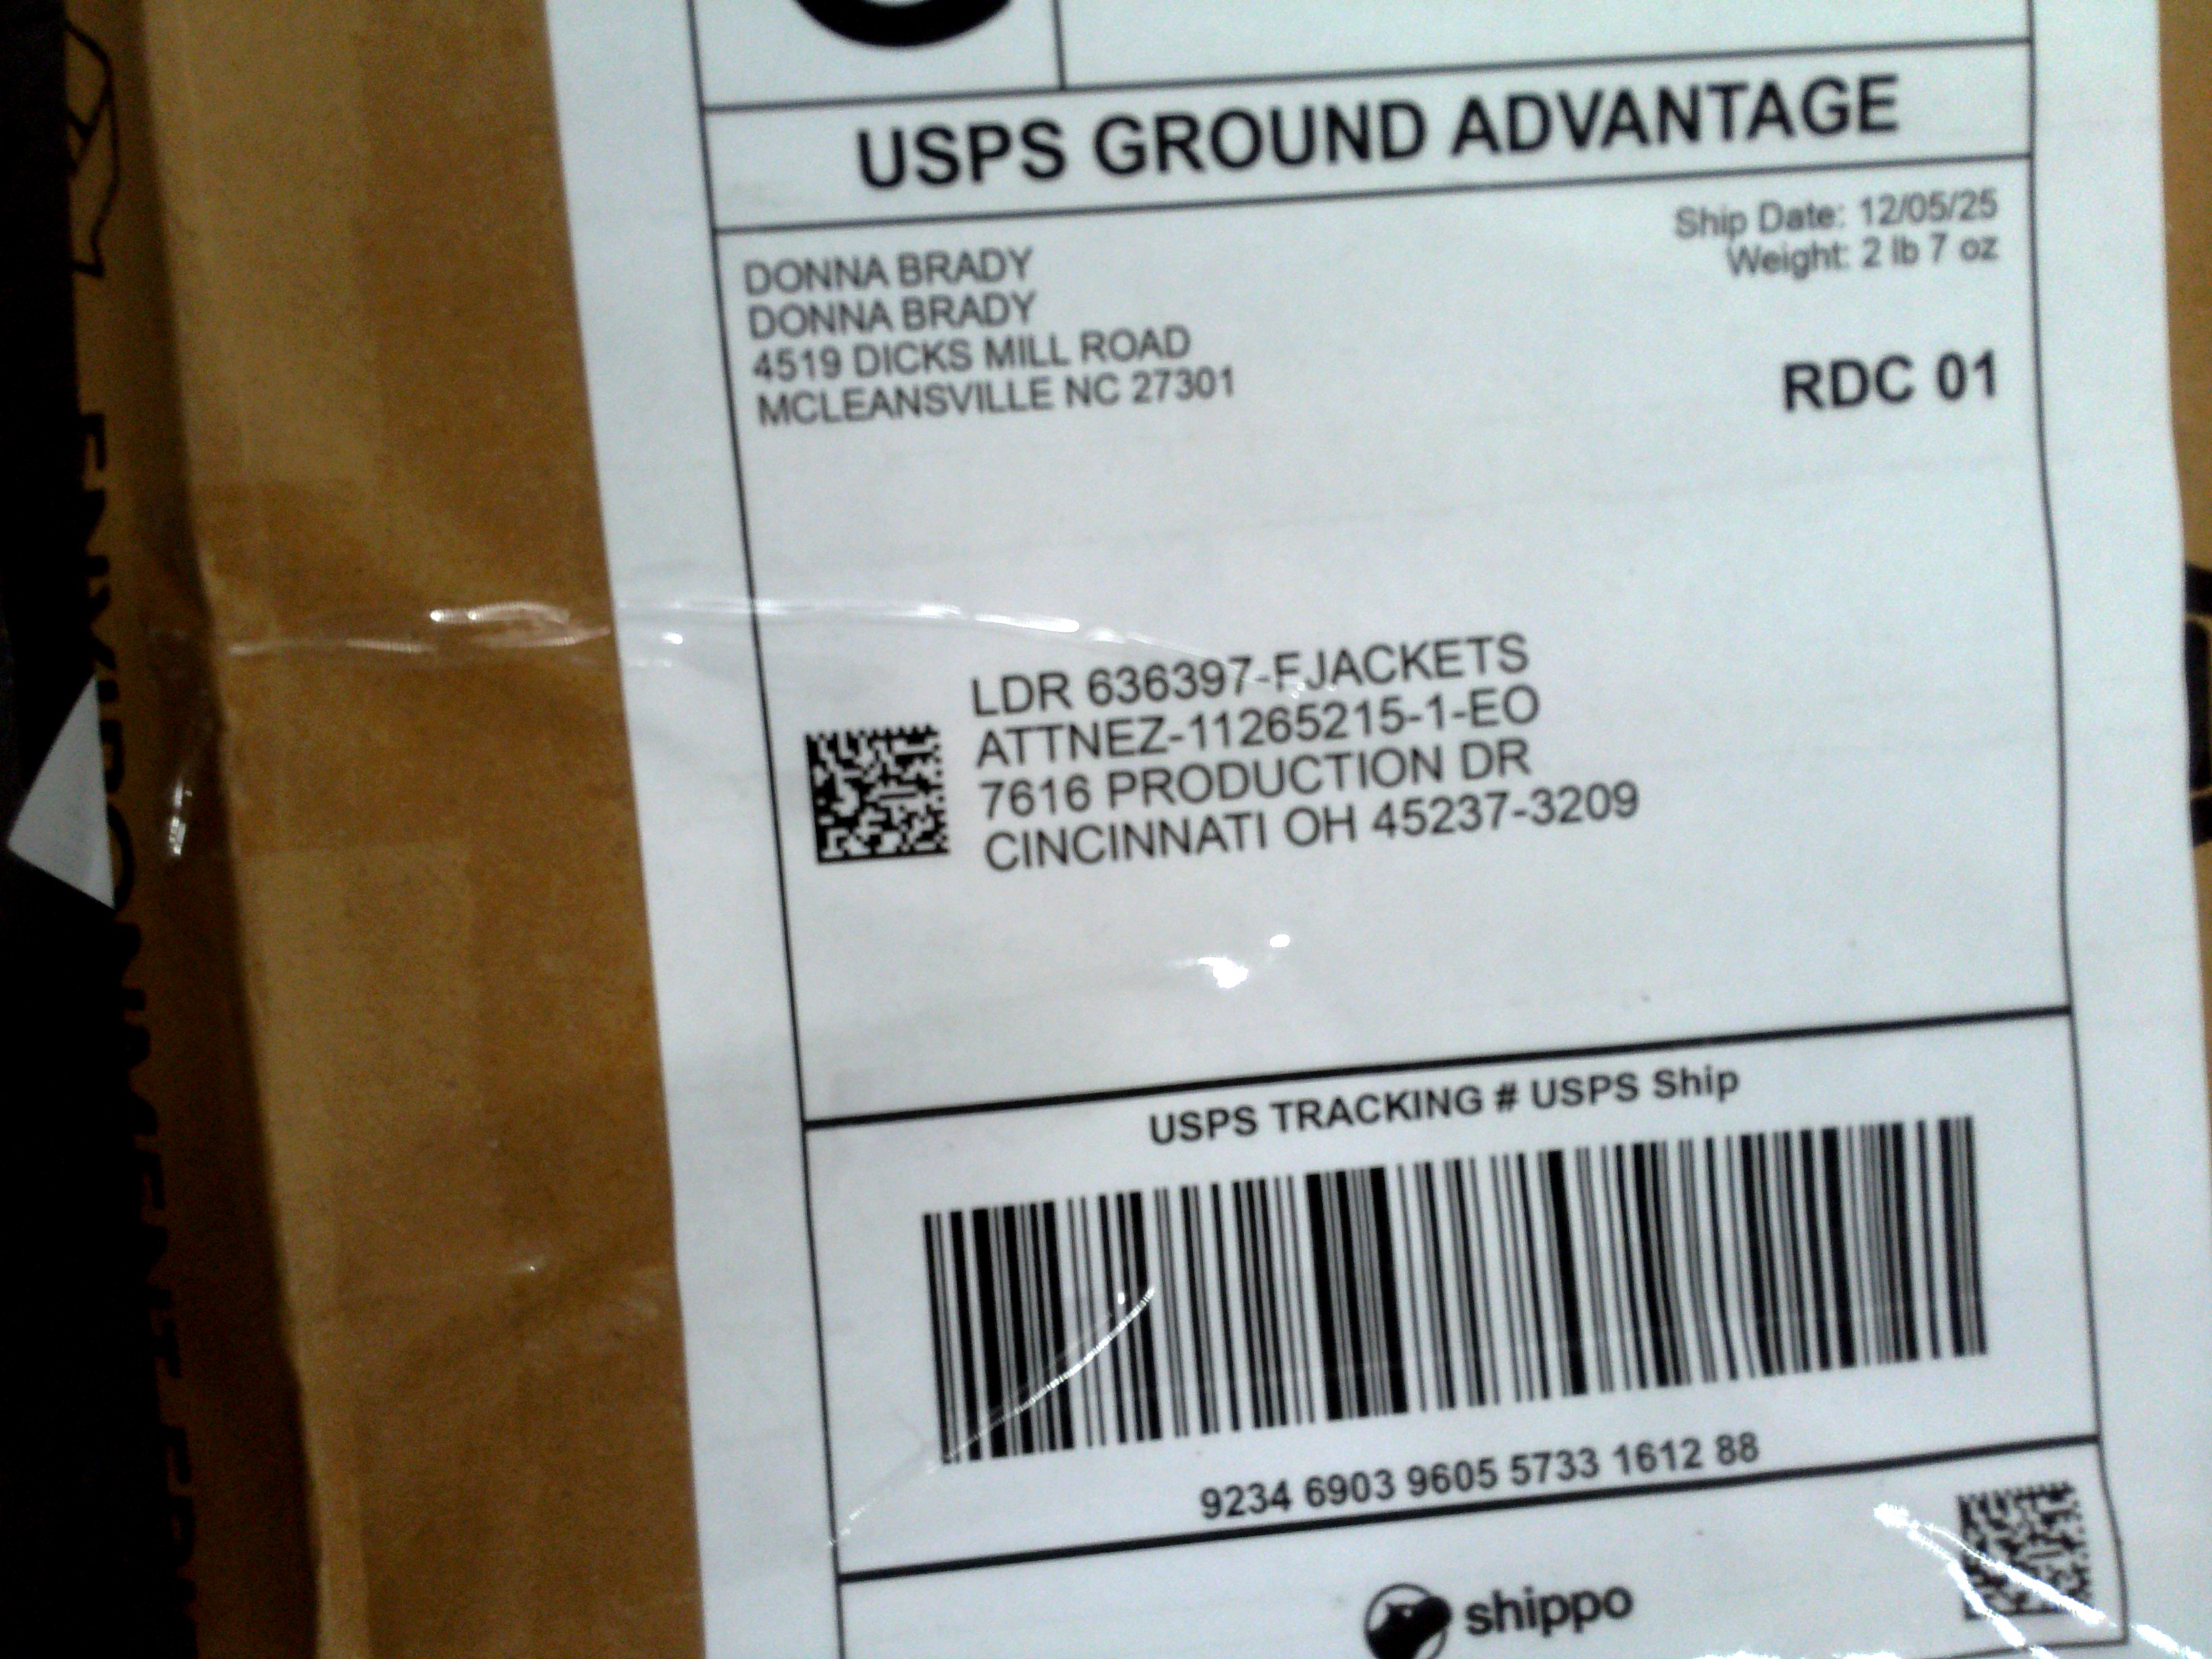 USPS GROUND ADVANTAGE
Ship Date: 12/05/25
Weight: 2 lb 7 oz
DONNA BRADY
DONNA BRADY
4519 DICKS MILL ROAD
MCLEANSVILLE NC 27301
RDC 01
LDR 636397-FJACKETS
ATTNEZ-11265215-1-EO
7616 PRODUCTION DR
CINCINNATI OH 45237-3209
USPS TRACKING # USPS Ship
9234 6903 9605 5733 1612 88
shippo